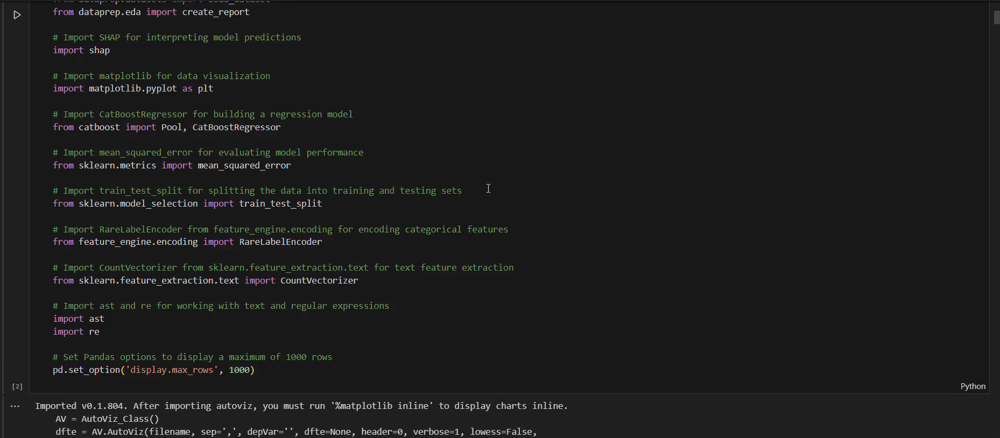 from dataprep.datasets import load_dataset
from dataprep.eda import create_report
# Import SHAP for interpreting model predictions
import shap
# Import matplotlib for data visualization
import matplotlib.pyplot as plt
# Import CatBoostRegressor for building a regression model
from catboost import Pool, CatBoostRegressor
# Import mean_squared_error for evaluating model performance
from sklearn.metrics import mean_squared_error
# Import train_test_split for splitting the data into training and testing sets
from sklearn.model_selection import train_test_split
# Import RareLabelEncoder from feature_engine.encoding for encoding categorical features
from feature_engine.encoding import RareLabelEncoder
# Import CountVectorizer from sklearn.feature_extraction.text for text feature extraction
from sklearn.feature_extraction.text import CountVectorizer
# Import ast and re for working with text and regular expressions
import ast
import re
# Set Pandas options to display a maximum of 1000 rows
pd.set_option('display.max_rows', 1000)
[2]
Python
Imported v0.1.804. After importing autoviz, you must run '%matplotlib inline' to display charts inline.
AV = AutoViz_Class()
dfte = AV.AutoViz(filename, sep=',', depVar='', dfte=None, header=0, verbose=1, lowess=False,